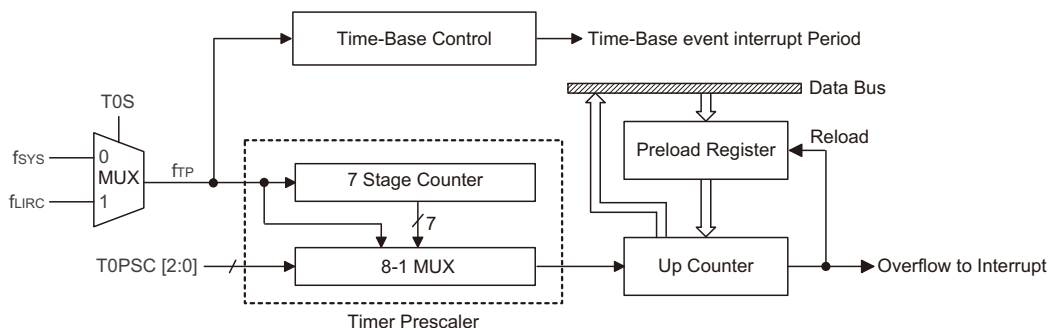 Time-Base Control
Time-Base event interrupt Period
Data Bus
T0S
fSYS
0
MUX
fTP
fLIRC
1
7 Stage Counter
7
Preload Register
Reload
T0PSC [2:0]
8-1 MUX
Up Counter
Overflow to Interrupt
Timer Prescaler